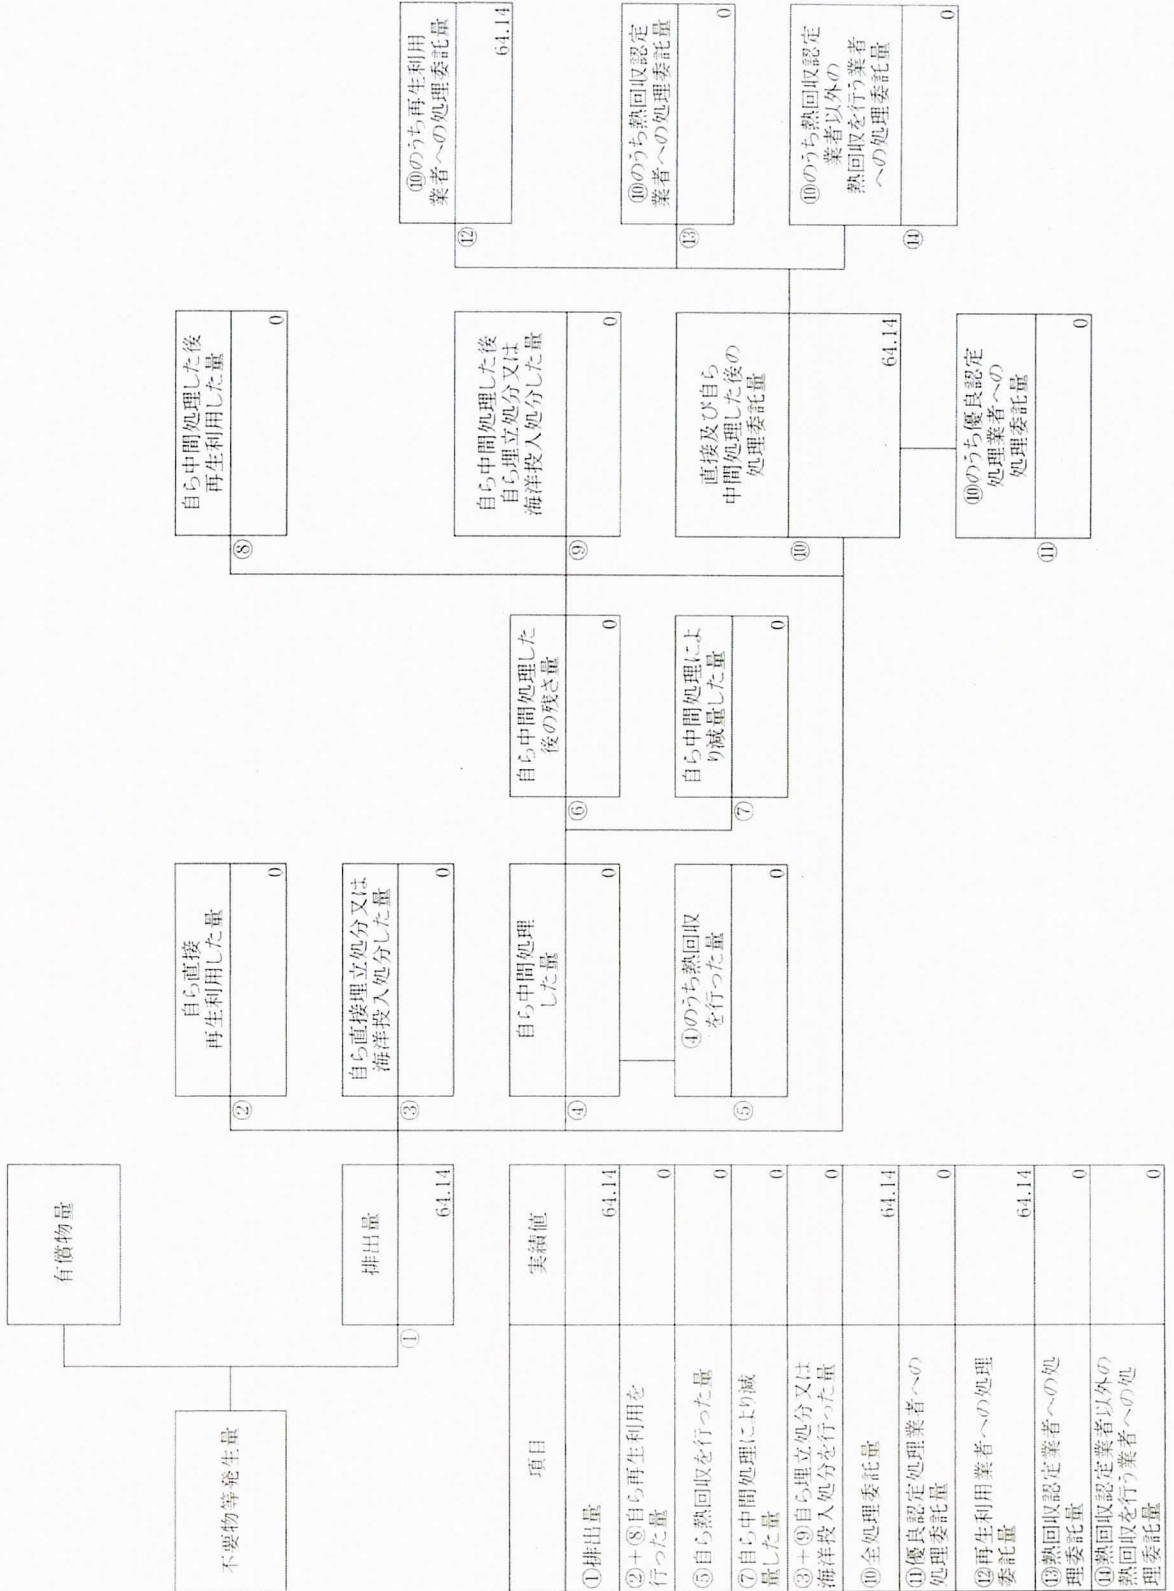 不要物等発生量
有償物量
排出量
①
64.14
自ら直接
再生利用した量
②
0
自ら直接埋立処分又は
海洋投入処分した量
③
0
自ら中間処理
した量
④
0
④のうち熱回収
を行った量
⑤
0
自ら中間処理した
後の残さ量
⑥
0
自ら中間処理によ
り減量した量
⑦
0
自ら中間処理した後
再生利用した量
⑧
0
自ら中間処理した後
自ら埋立処分又は
海洋投入処分した量
⑨
0
直接及び自ら
中間処理した後の
処理委託量
⑩
64.14
⑩のうち優良認定
処理業者への
処理委託量
⑪
0
⑩のうち再生利用
業者への処理委託量
⑫
64.14
⑩のうち熱回収認定
業者への処理委託量
⑬
0
⑩のうち熱回収認定
業者以外の
熱回収を行う業者
への処理委託量
⑭
0
項目
実績値
①排出量
64.14
②+⑧自ら再生利用を
行った量
0
⑤自ら熱回収を行った量
0
⑦自ら中間処理により減
量した量
0
③+⑨自ら埋立処分又は
海洋投入処分を行った量
0
⑩全処理委託量
64.14
⑪優良認定処理業者への
処理委託量
0
⑫再生利用業者への処理
委託量
64.14
⑬熱回収認定業者への処
理委託量
0
⑭熱回収認定業者以外の
熱回収を行う業者への処
理委託量
0